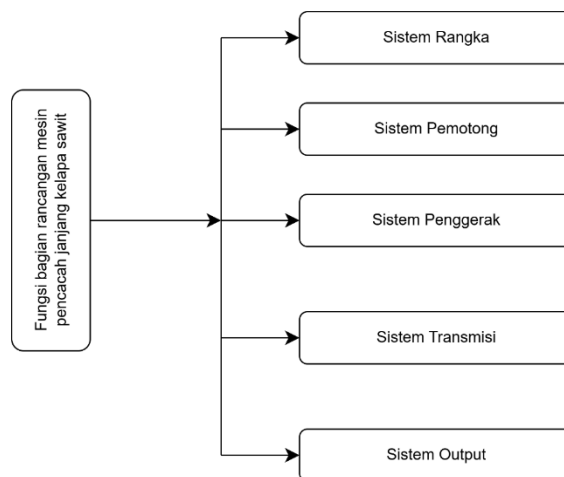 Fungsi bagian rancangan mesin
pencacah janjang kelapa sawit
Sistem Rangka
Sistem Pemotong
Sistem Penggerak
Sistem Transmisi
Sistem Output